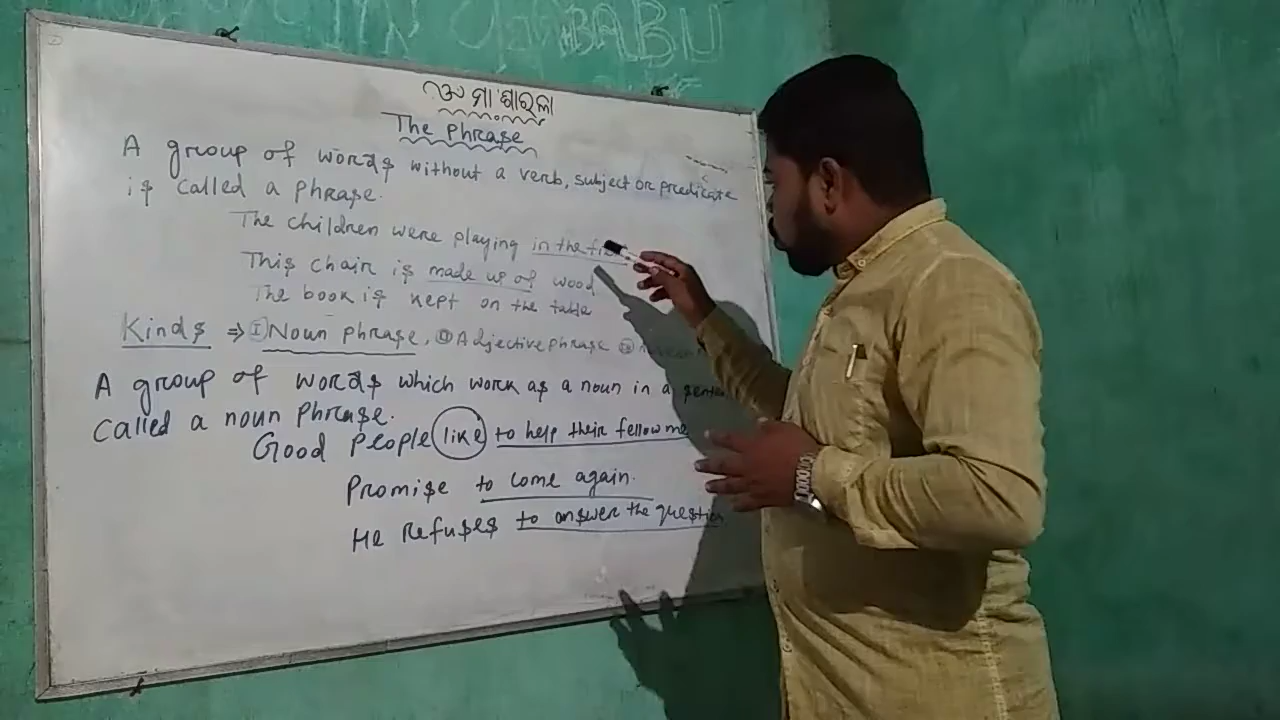 BABU
ଓଁ ମା ଶାରଳା
The Phrase
A group of words without a verb, subject or predicate
is called a phrase.
The children were playing in the
This chair is made up of wood
The book is kept on the table
Kinds ⇒ (I) Noun phrase, (II) Adjective phrase (III)
A group of words which work as a noun in a
called a noun phrase.
Good people like to help their fellow me
Promise to come again.
He refuses to answer the question